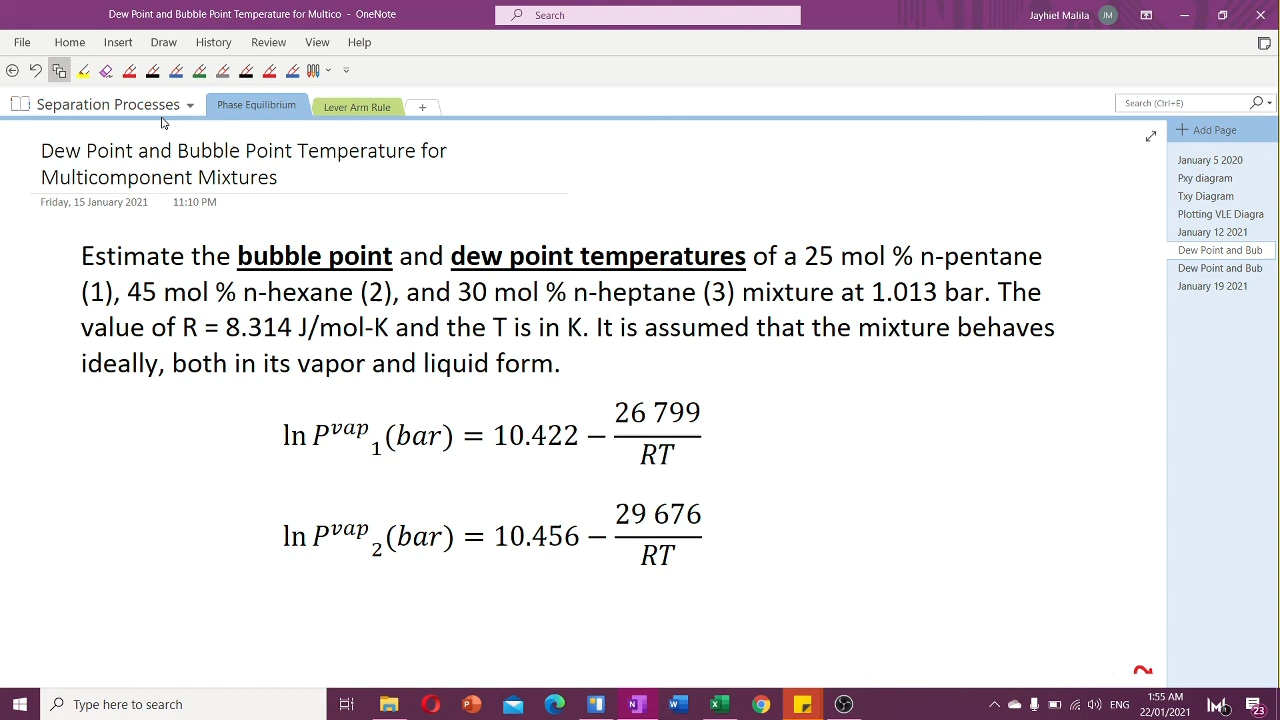 Dew Point and Bubble Point Temperature for Multico - OneNote
Search
Jayhiel Malila
JM
File Home Insert Draw History Review View Help
Separation Processes
Phase Equilibrium
Lever Arm Rule
+
Search (Ctrl+E)
+ Add Page
Dew Point and Bubble Point Temperature for
Multicomponent Mixtures
Friday, 15 January 2021 11:10 PM
January 5 2020
Pxy diagram
Txy Diagram
Plotting VLE Diagra
January 12 2021
Dew Point and Bub
Dew Point and Bub
January 19 2021
Estimate the bubble point and dew point temperatures of a 25 mol % n-pentane
(1), 45 mol % n-hexane (2), and 30 mol % n-heptane (3) mixture at 1.013 bar. The
value of R = 8.314 J/mol-K and the T is in K. It is assumed that the mixture behaves
ideally, both in its vapor and liquid form.
ln P^vap_1 (bar) = 10.422 − 26 799 / RT
ln P^vap_2 (bar) = 10.456 − 29 676 / RT
Type here to search
ENG
1:55 AM
22/01/2021
23